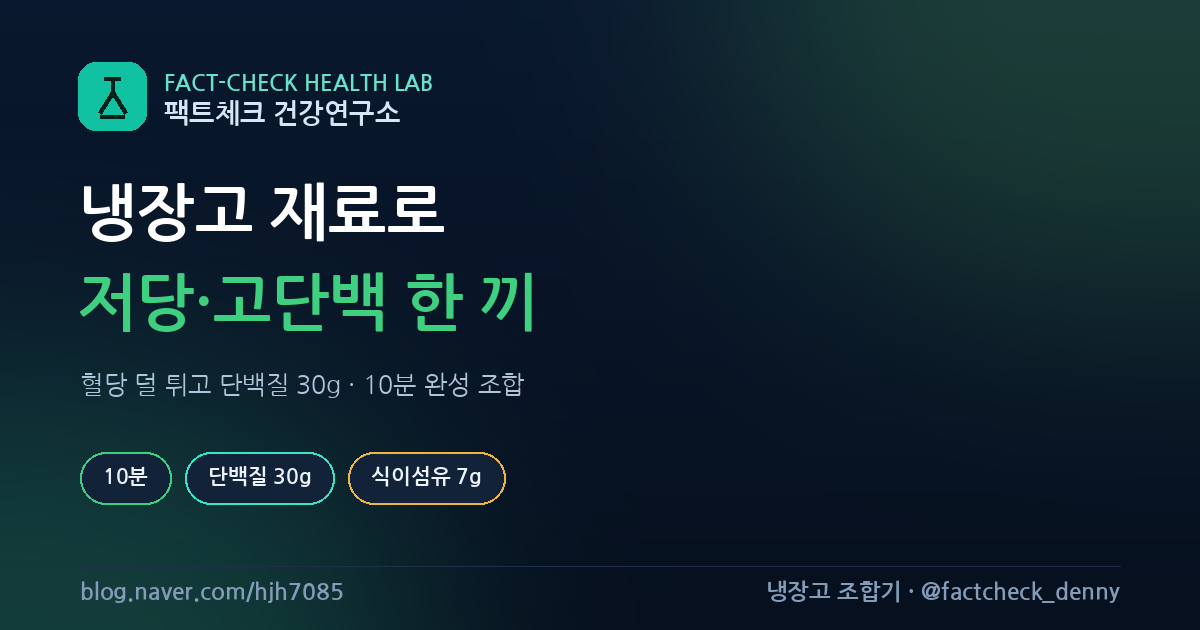 FACT-CHECK HEALTH LAB
팩트체크 건강연구소
냉장고 재료로
저당·고단백 한 끼
혈당 덜 튀고 단백질 30g · 10분 완성 조합
10분
단백질 30g
식이섬유 7g
blog.naver.com/hjh7085
냉장고 조합기 · @factcheck_denny